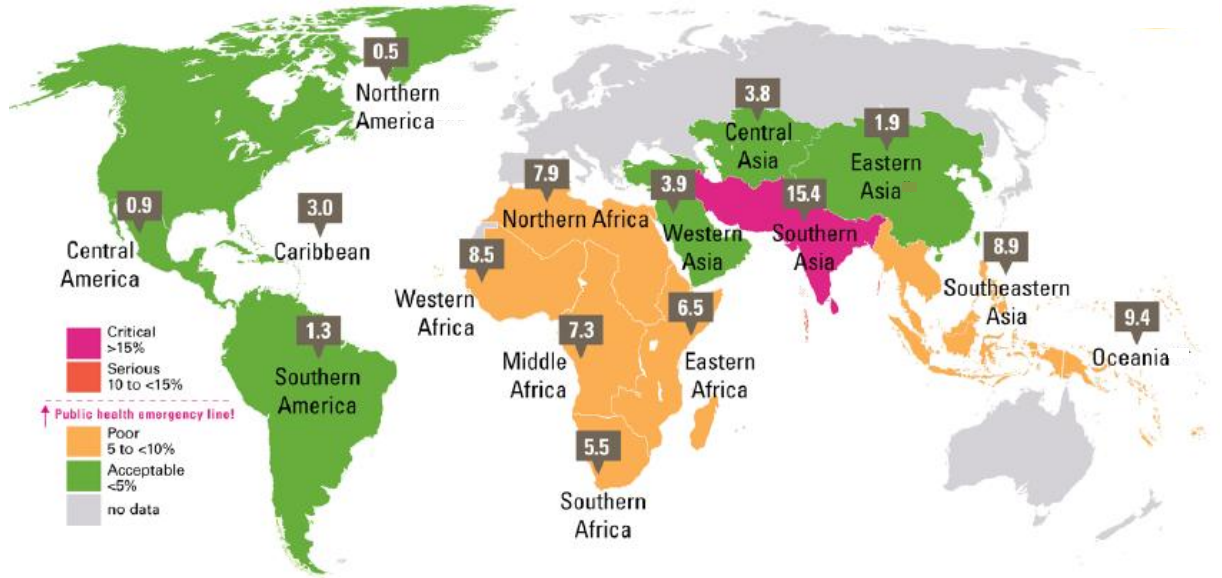 0.5
Northern
America
0.9
Central
America
3.0
Caribbean
1.3
Southern
America
7.9
Northern Africa
8.5
Western
Africa
7.3
Middle
Africa
6.5
Eastern
Africa
5.5
Southern
Africa
3.8
Central
Asia
1.9
Eastern
Asia
3.9
Western
Asia
15.4
Southern
Asia
8.9
Southeastern
Asia
9.4
Oceania
Critical
>15%
Serious
10 to <15%
Public health emergency line!
Poor
5 to <10%
Acceptable
<5%
no data